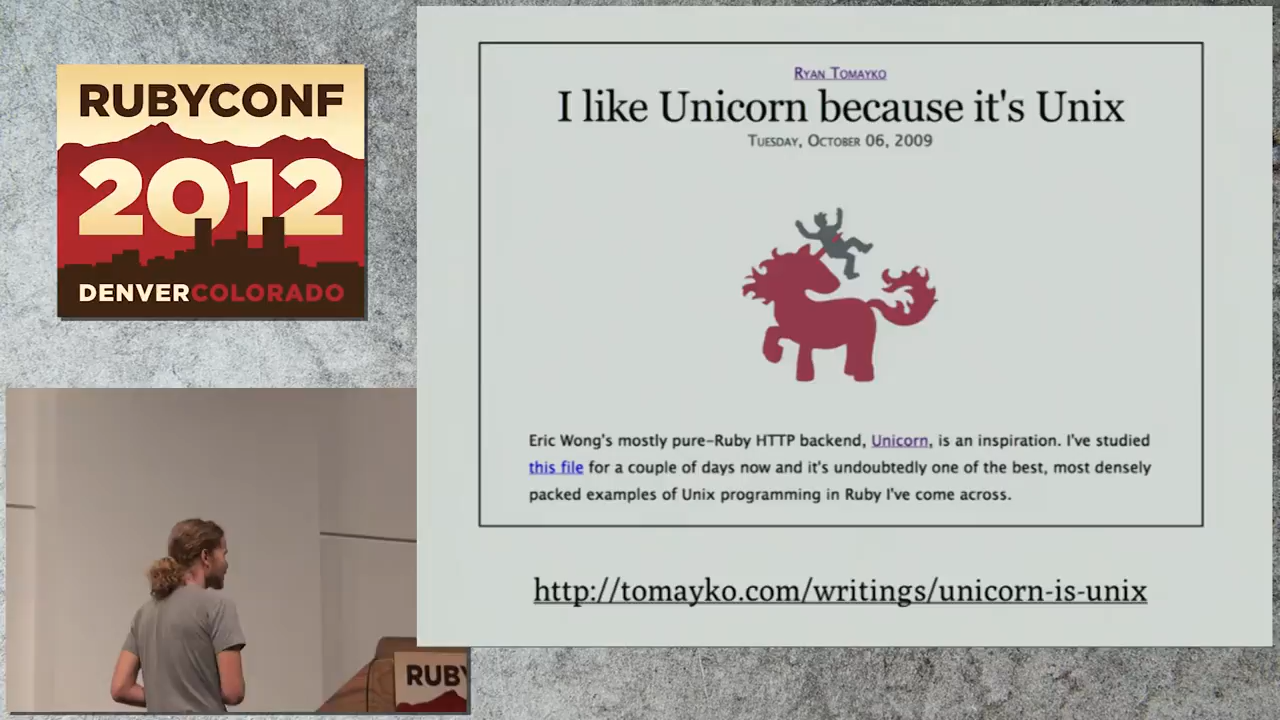 RUBYCONF
2012
DENVERCOLORADO
RYAN TOMAYKO
I like Unicorn because it's Unix
TUESDAY, OCTOBER 06, 2009
Eric Wong's mostly pure-Ruby HTTP backend, Unicorn, is an inspiration. I've studied
this file for a couple of days now and it's undoubtedly one of the best, most densely
packed examples of Unix programming in Ruby I've come across.
http://tomayko.com/writings/unicorn-is-unix
RUBY